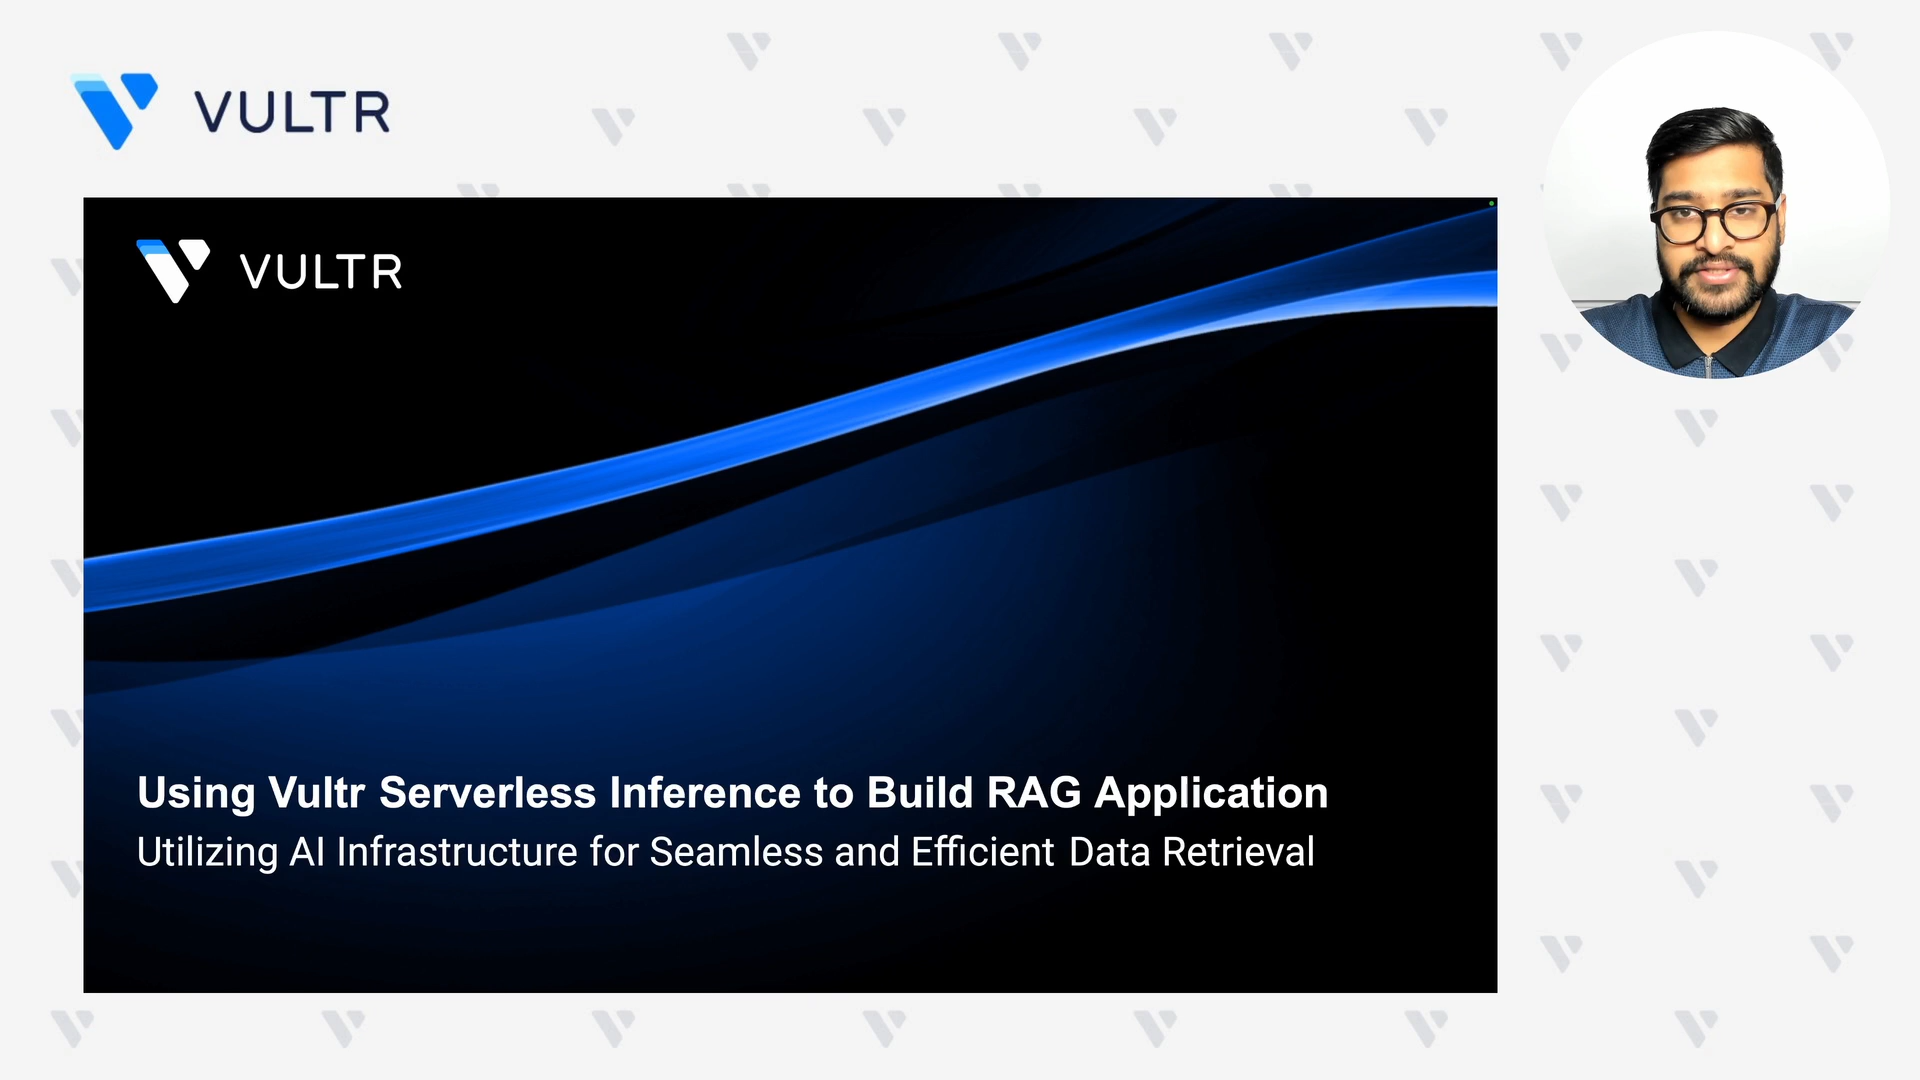 VULTR
VULTR
Using Vultr Serverless Inference to Build RAG Application
Utilizing AI Infrastructure for Seamless and Efficient Data Retrieval